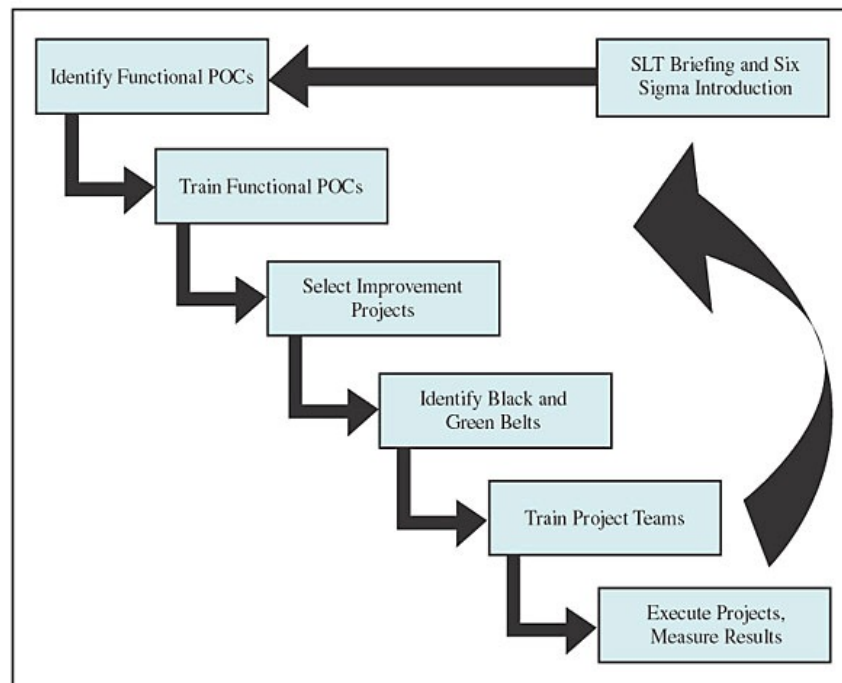 Identify Functional POCs
SLT Briefing and Six
Sigma Introduction
Train Functional POCs
Select Improvement
Projects
Identify Black and
Green Belts
Train Project Teams
Execute Projects,
Measure Results